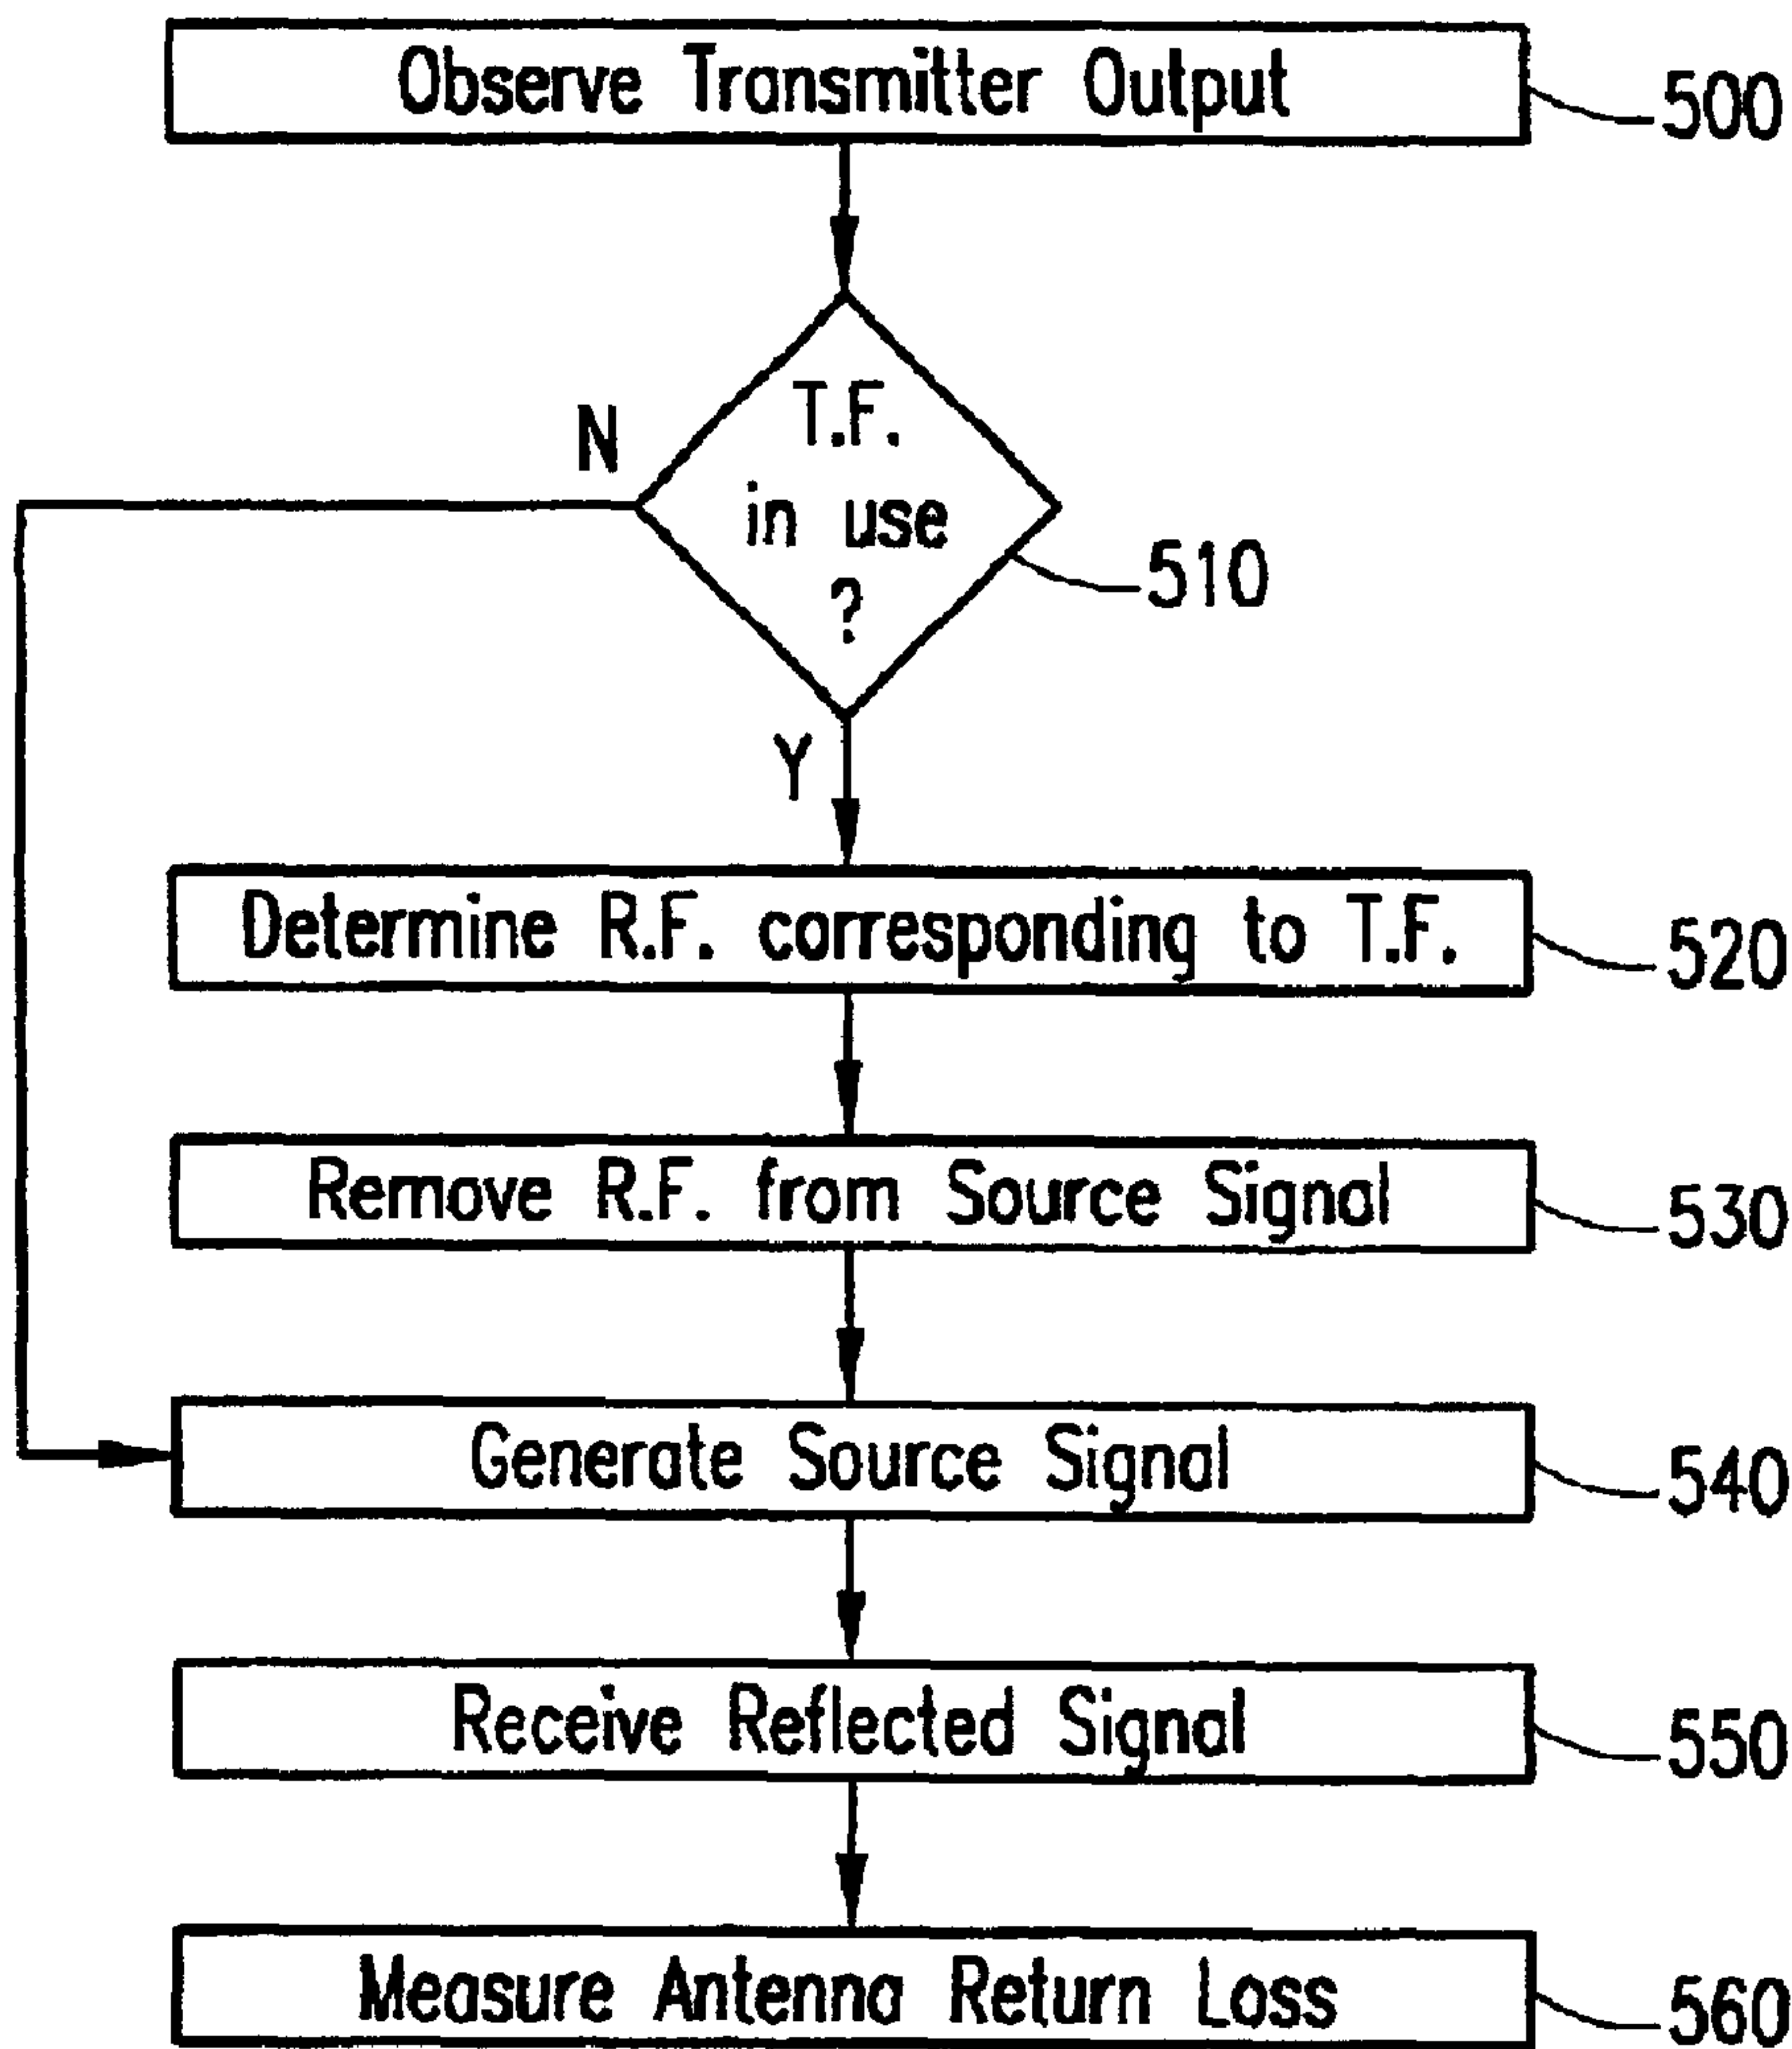 Observe Transmitter Output
500
T.F.
in use
?
N
510
Y
Determine R.F. corresponding to T.F.
520
Remove R.F. from Source Signal
530
Generate Source Signal
540
Receive Reflected Signal
550
Measure Antenna Return Loss
560